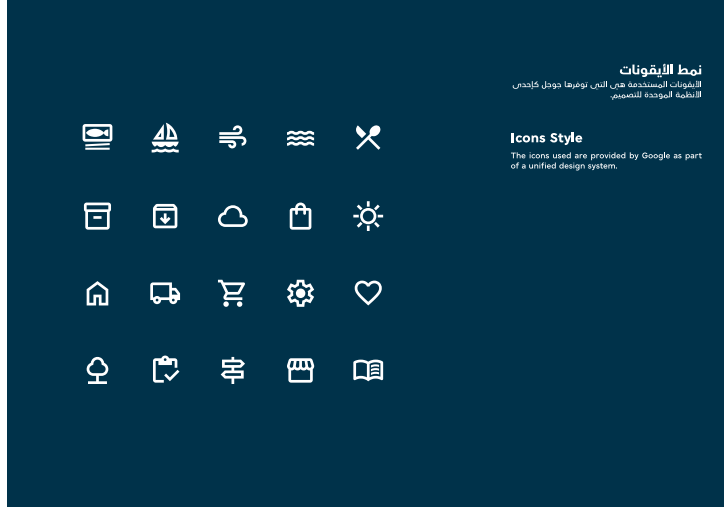 نمط الأيقونات
الأيقونات المستخدمة هي التي توفرها جوجل كإحدى
الأنظمة الموحدة للتصميم.
Icons Style
The icons used are provided by Google as part
of a unified design system.